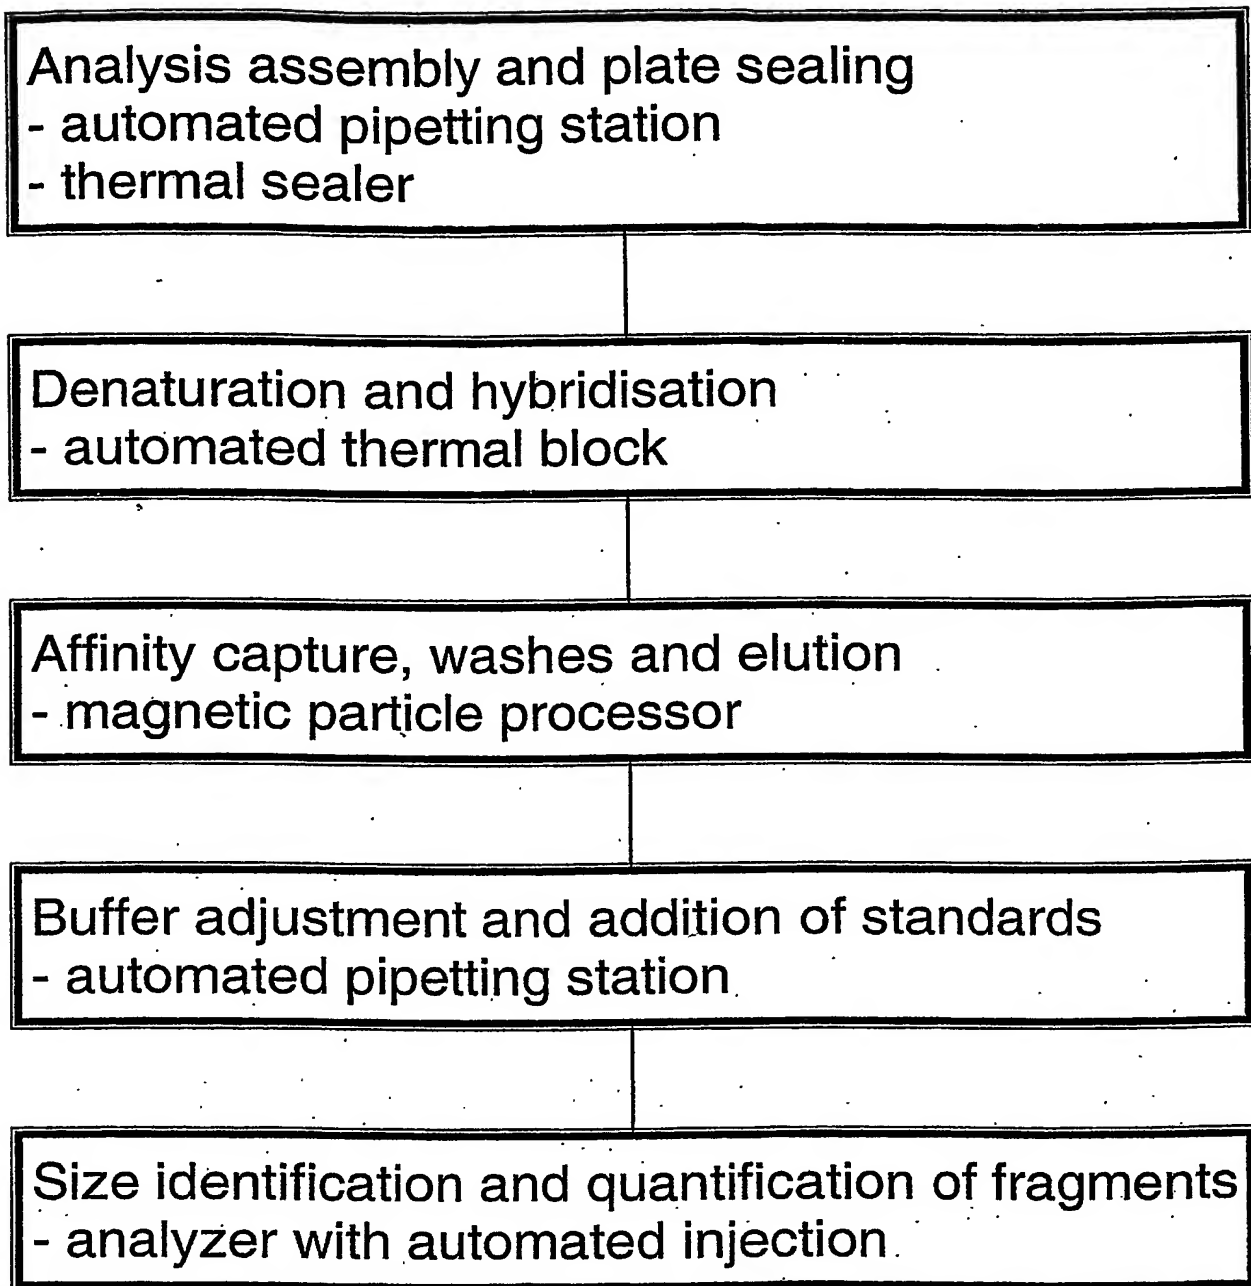 Analysis assembly and plate sealing
- automated pipetting station
- thermal sealer
Denaturation and hybridisation
- automated thermal block
Affinity capture, washes and elution
- magnetic particle processor
Buffer adjustment and addition of standards
- automated pipetting station
Size identification and quantification of fragments
- analyzer with automated injection